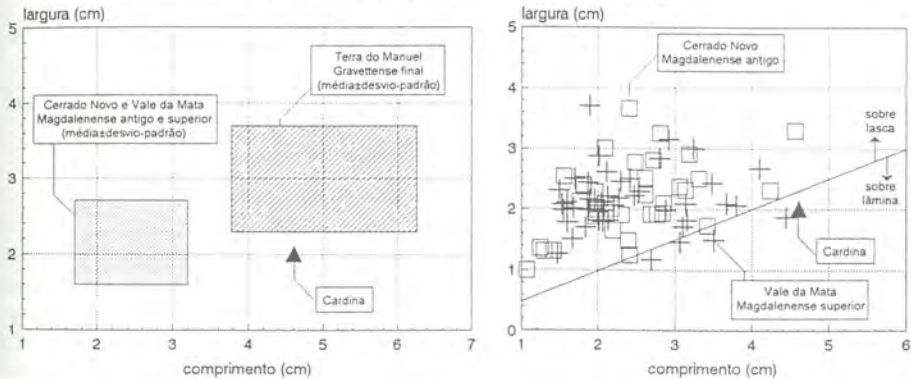 largura (cm)
5
4
3
2
1
1
2
3
4
5
6
7
comprimento (cm)
Terra do Manuel
Gravettense final
(média±desvio-padrão)
Cerrado Novo e Vale da Mata
Magdalenense antigo e superior
(média±desvio-padrão)
Cardina
largura (cm)
5
4
3
2
1
0
1
2
3
4
5
6
comprimento (cm)
Cerrado Novo
Magdalenense antigo
sobre
lasca
sobre
lâmina
Cardina
Vale da Mata
Magdalenense superior